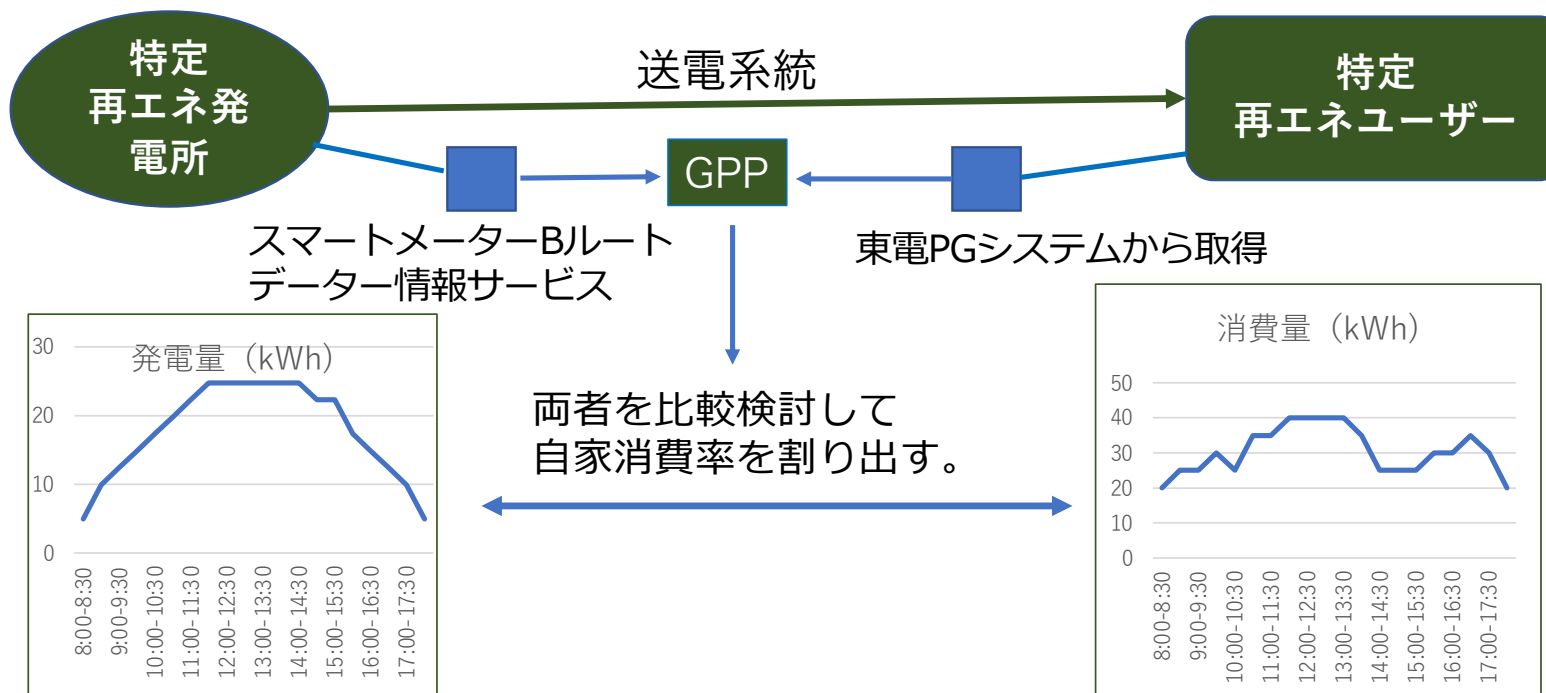 特定
再エネ発
電所
送電系統
特定
再エネユーザー
GPP
スマートメーターBルート
データー情報サービス
東電PGシステムから取得
両者を比較検討して
自家消費率を割り出す。
発電量（kWh）
30
20
10
0
8:00-8:30
9:00-9:30
10:00-10:30
11:00-11:30
12:00-12:30
13:00-13:30
14:00-14:30
15:00-15:30
16:00-16:30
17:00-17:30
消費量（kWh）
50
40
30
20
10
0
8:00-8:30
9:00-9:30
10:00-10:30
11:00-11:30
12:00-12:30
13:00-13:30
14:00-14:30
15:00-15:30
16:00-16:30
17:00-17:30